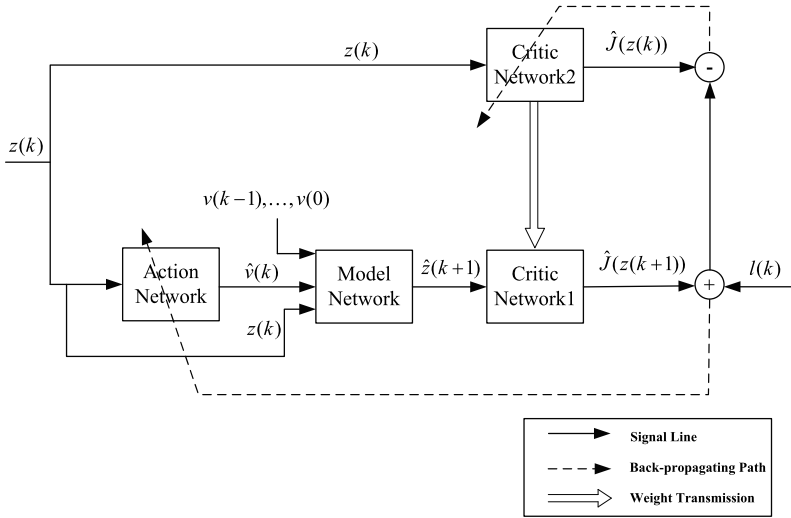 z(k)
Critic
Network2
Ĵ(z(k))
-
z(k)
v(k−1),…,v(0)
Action
Network
v̂(k)
Model
Network
ẑ(k+1)
Critic
Network1
Ĵ(z(k+1))
+
l(k)
z(k)
Signal Line
Back-propagating Path
Weight Transmission